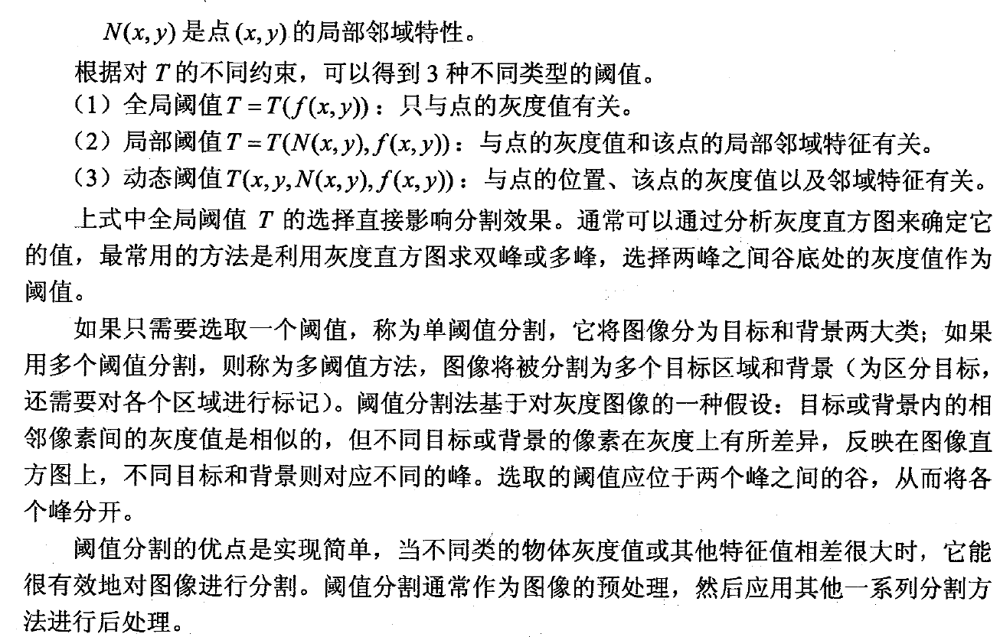 N(x, y) 是点 (x, y) 的局部邻域特性。
根据对 T 的不同约束，可以得到 3 种不同类型的阈值。
（1）全局阈值 T = T(f(x, y))：只与点的灰度值有关。
（2）局部阈值 T = T(N(x, y), f(x, y))：与点的灰度值和该点的局部邻域特征有关。
（3）动态阈值 T(x, y, N(x, y), f(x, y))：与点的位置、该点的灰度值以及邻域特征有关。
上式中全局阈值 T 的选择直接影响分割效果。通常可以通过分析灰度直方图来确定它
的值，最常用的方法是利用灰度直方图求双峰或多峰，选择两峰之间谷底处的灰度值作为
阈值。
如果只需要选取一个阈值，称为单阈值分割，它将图像分为目标和背景两大类；如果
用多个阈值分割，则称为多阈值方法，图像将被分割为多个目标区域和背景（为区分目标，
还需要对各个区域进行标记）。阈值分割法基于对灰度图像的一种假设：目标或背景内的相
邻像素间的灰度值是相似的，但不同目标或背景的像素在灰度上有所差异，反映在图像直
方图上，不同目标和背景则对应不同的峰。选取的阈值应位于两个峰之间的谷，从而将各
个峰分开。
阈值分割的优点是实现简单，当不同类的物体灰度值或其他特征值相差很大时，它能
很有效地对图像进行分割。阈值分割通常作为图像的预处理，然后应用其他一系列分割方
法进行后处理。